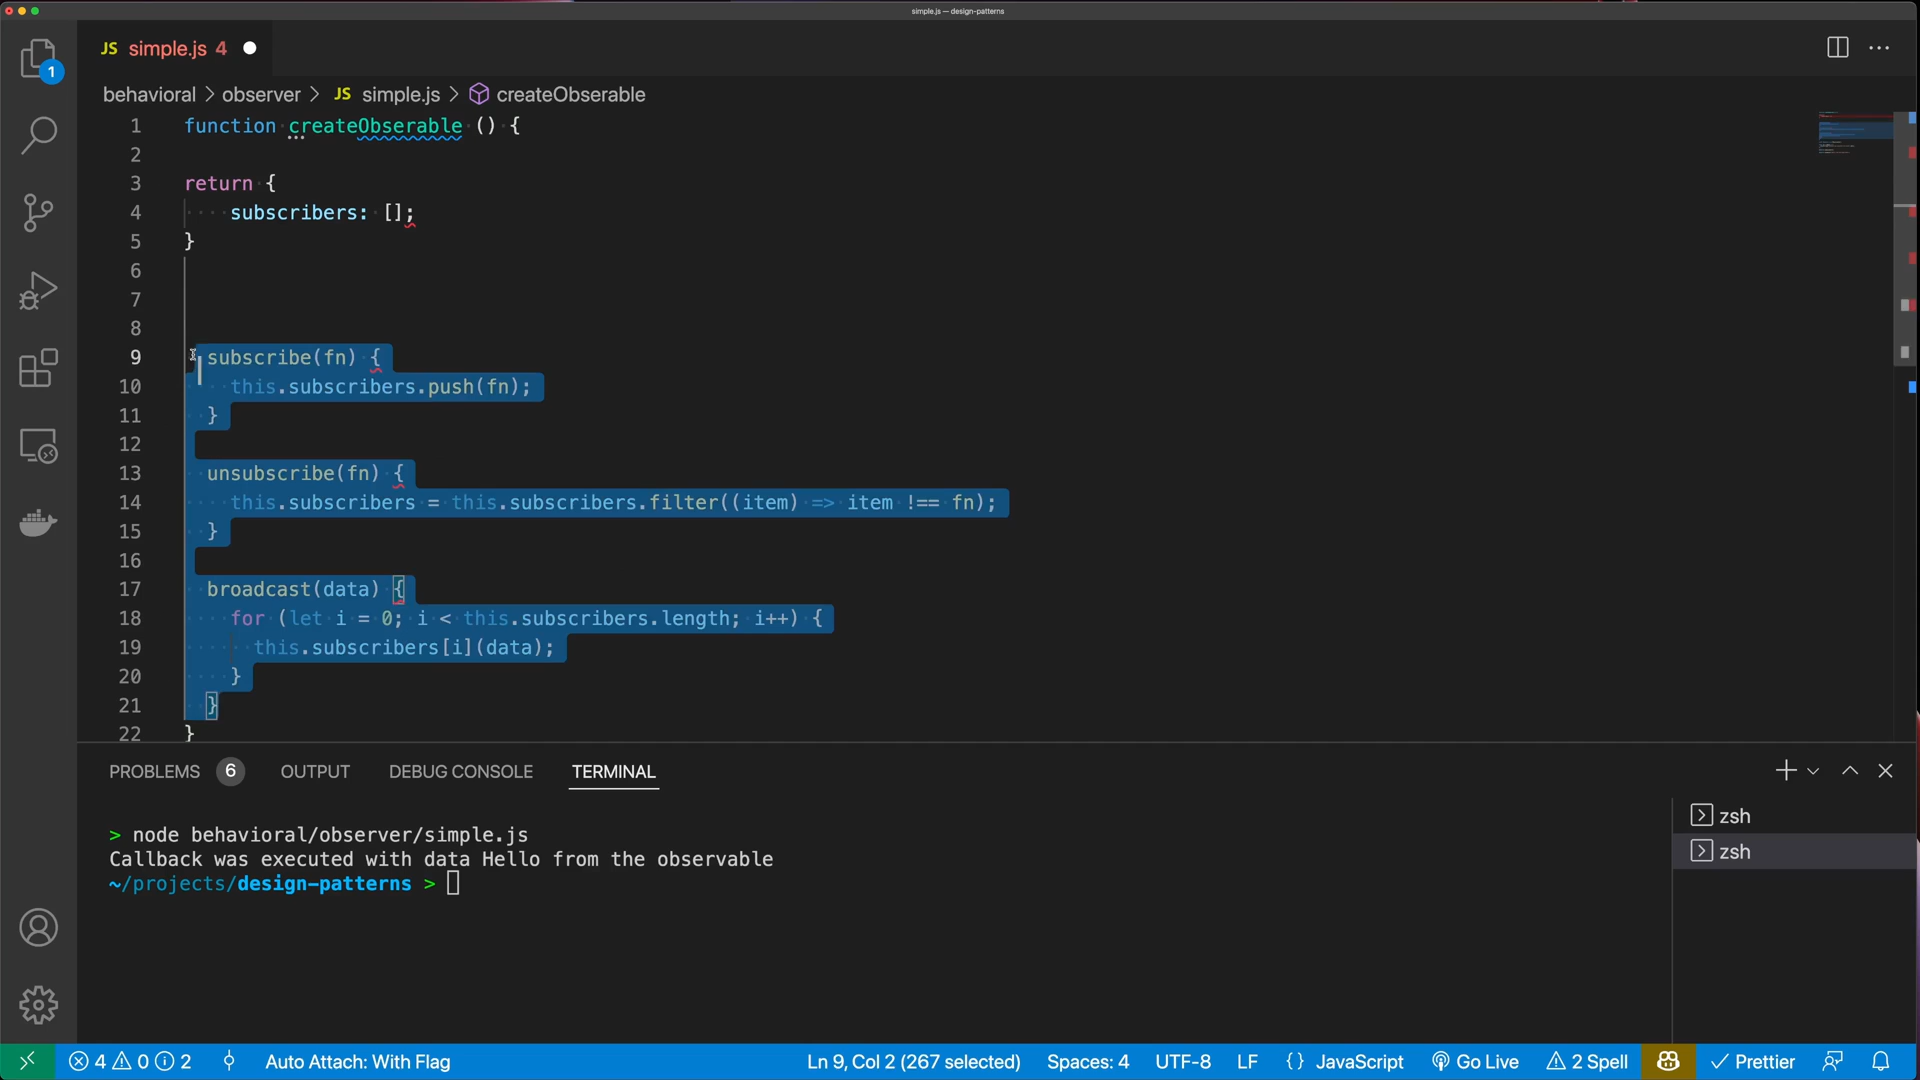 simple.js — design-patterns
JS simple.js 4
1
behavioral > observer > JS simple.js > createObserable
1 function createObserable () {
2
3 return {
4 subscribers: [];
5 }
6
7
8
9 subscribe(fn) {
10 this.subscribers.push(fn);
11 }
12
13 unsubscribe(fn) {
14 this.subscribers = this.subscribers.filter((item) => item !== fn);
15 }
16
17 broadcast(data) {
18 for (let i = 0; i < this.subscribers.length; i++) {
19 this.subscribers[i](data);
20 }
21 }
22 }
PROBLEMS 6 OUTPUT DEBUG CONSOLE TERMINAL
> node behavioral/observer/simple.js
Callback was executed with data Hello from the observable
~/projects/design-patterns >
zsh
zsh
4 0 2 Auto Attach: With Flag Ln 9, Col 2 (267 selected) Spaces: 4 UTF-8 LF {} JavaScript Go Live 2 Spell Prettier